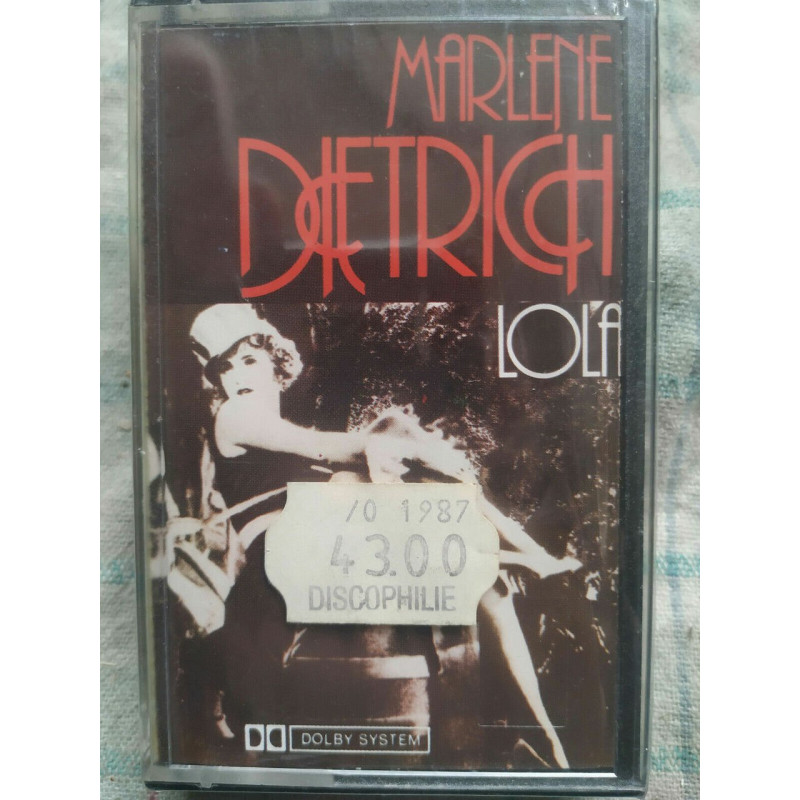 MARLENE
DIETRICH
LOLA
/0 1987
43.00
DISCOPHILIE
DOLBY SYSTEM